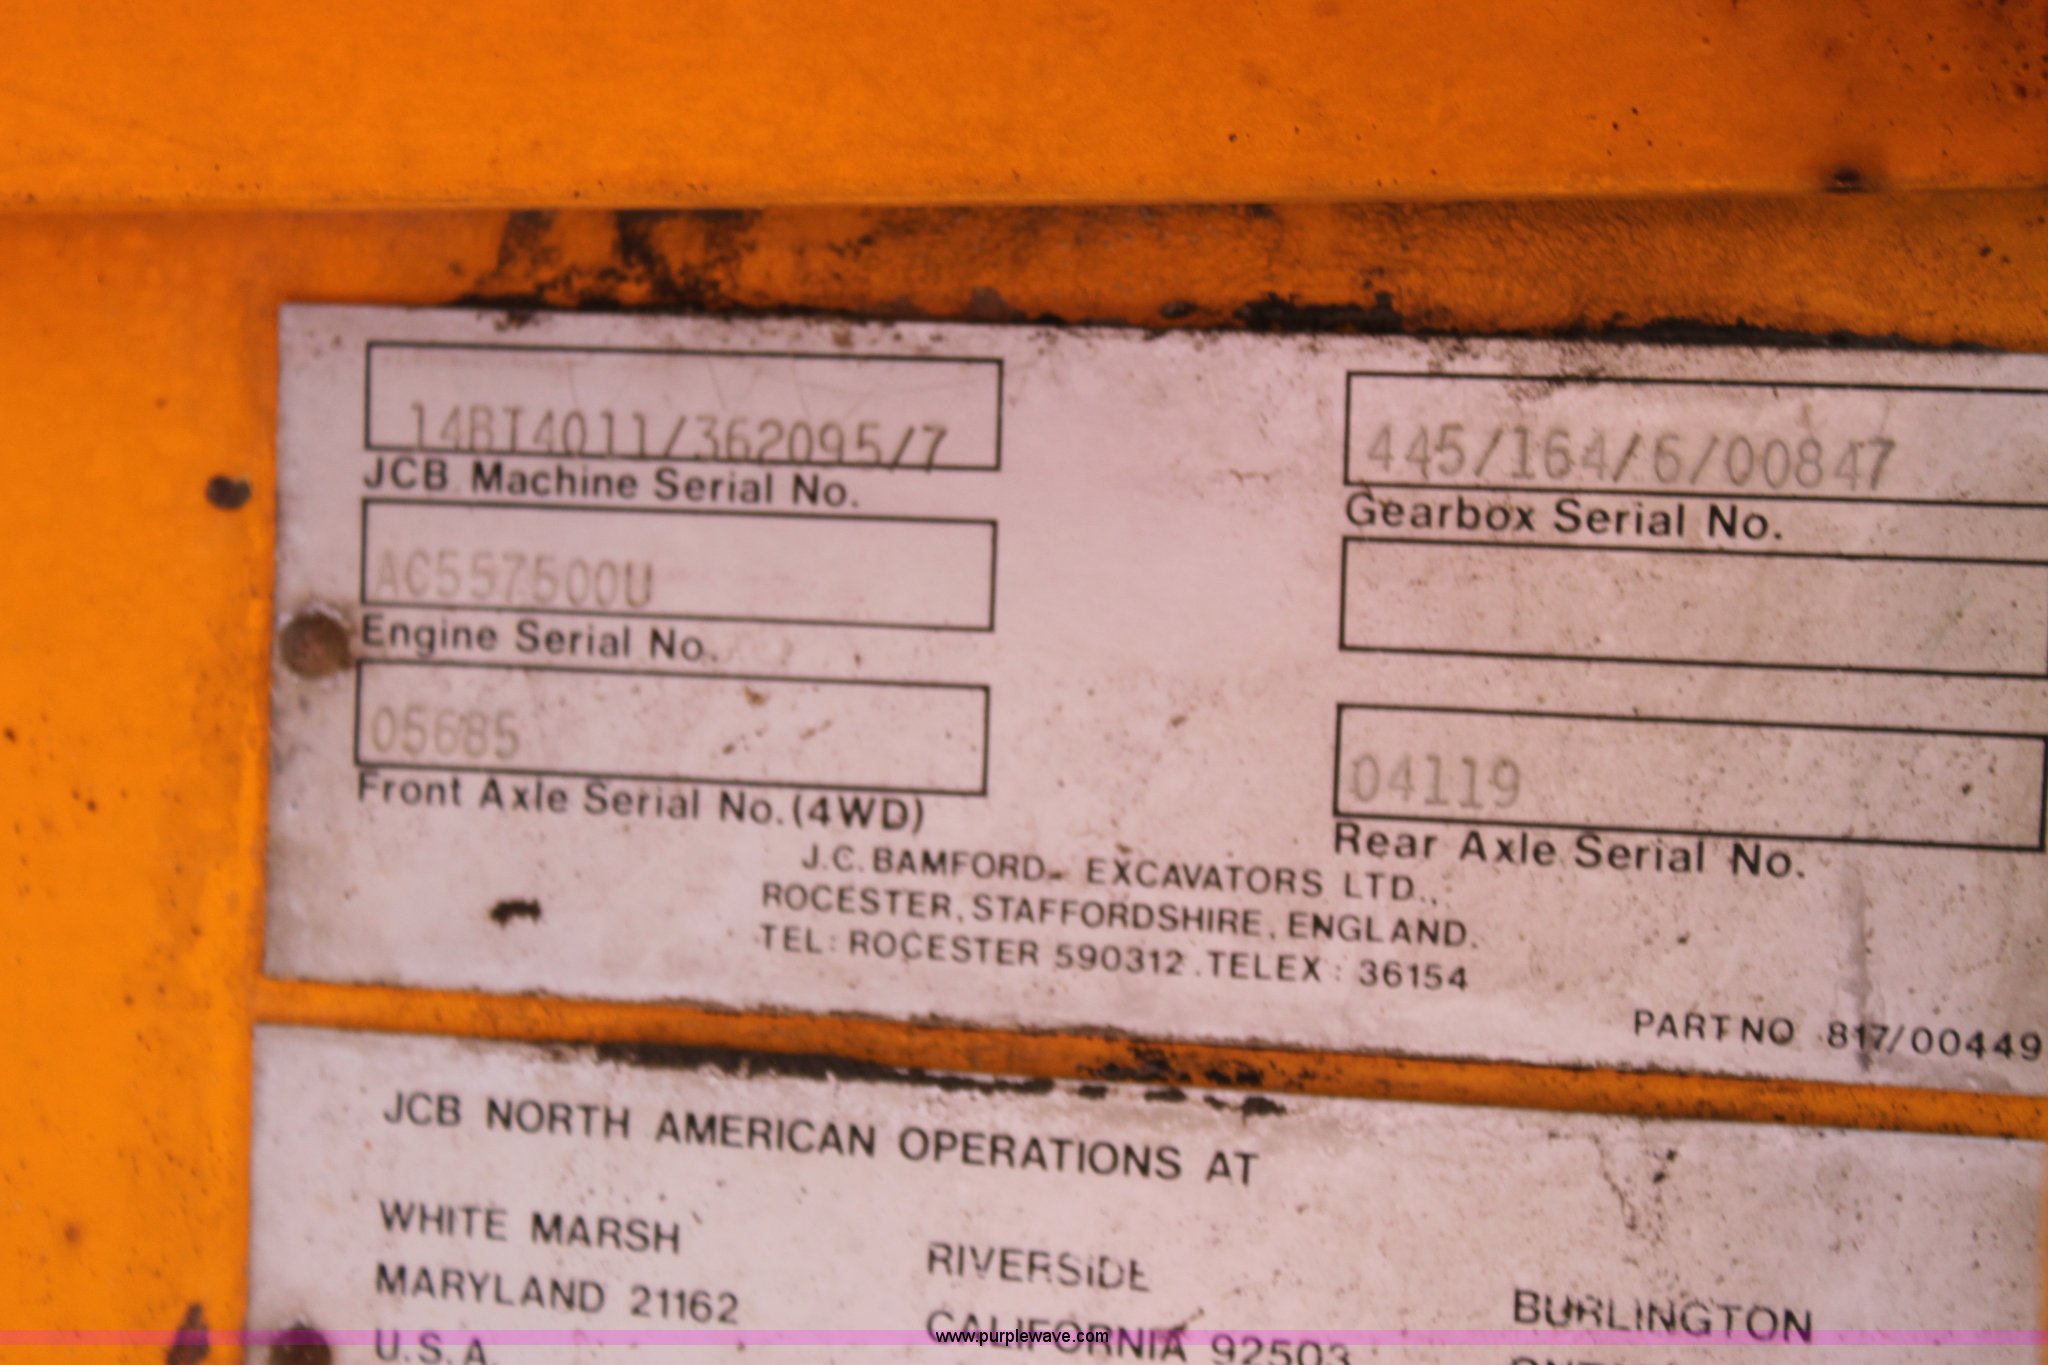 14BT4011/362095/7
JCB Machine Serial No.
445/164/6/00847
Gearbox Serial No.
AC557500U
Engine Serial No.
05685
Front Axle Serial No. (4WD)
04119
Rear Axle Serial No.
J.C. BAMFORD - EXCAVATORS LTD.,
ROCESTER, STAFFORDSHIRE, ENGLAND.
TEL: ROCESTER 590312. TELEX: 36154
PART NO 817/00449
JCB NORTH AMERICAN OPERATIONS AT
WHITE MARSH
MARYLAND 21162
U.S.A.
RIVERSIDE
CALIFORNIA 92503
BURLINGTON
www.purplewave.com